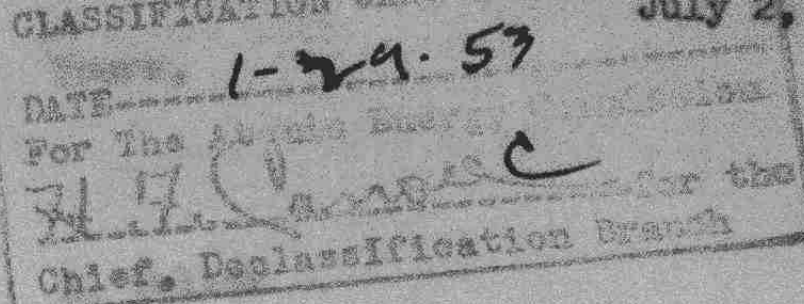 CLASSIFICATION
July 2,
DATE 1-29-53
For The Atomic Energy Commission
for the
Chief, Declassification Branch